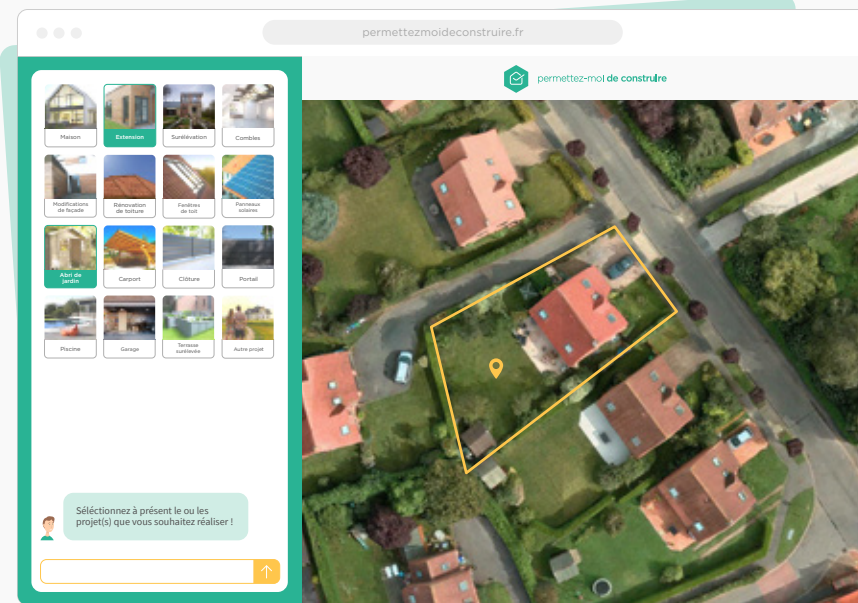 permettezmoideconstruire.fr
permettez-moi de construire
Maison
Extension
Surélévation
Combles
Modifications
de façade
Rénovation
de toiture
Fenêtres
de toit
Panneaux
solaires
Abri de
jardin
Carport
Clôture
Portail
Piscine
Garage
Terrasse
surélevée
Autre projet
Séléctionnez à présent le ou les
projet(s) que vous souhaitez réaliser !